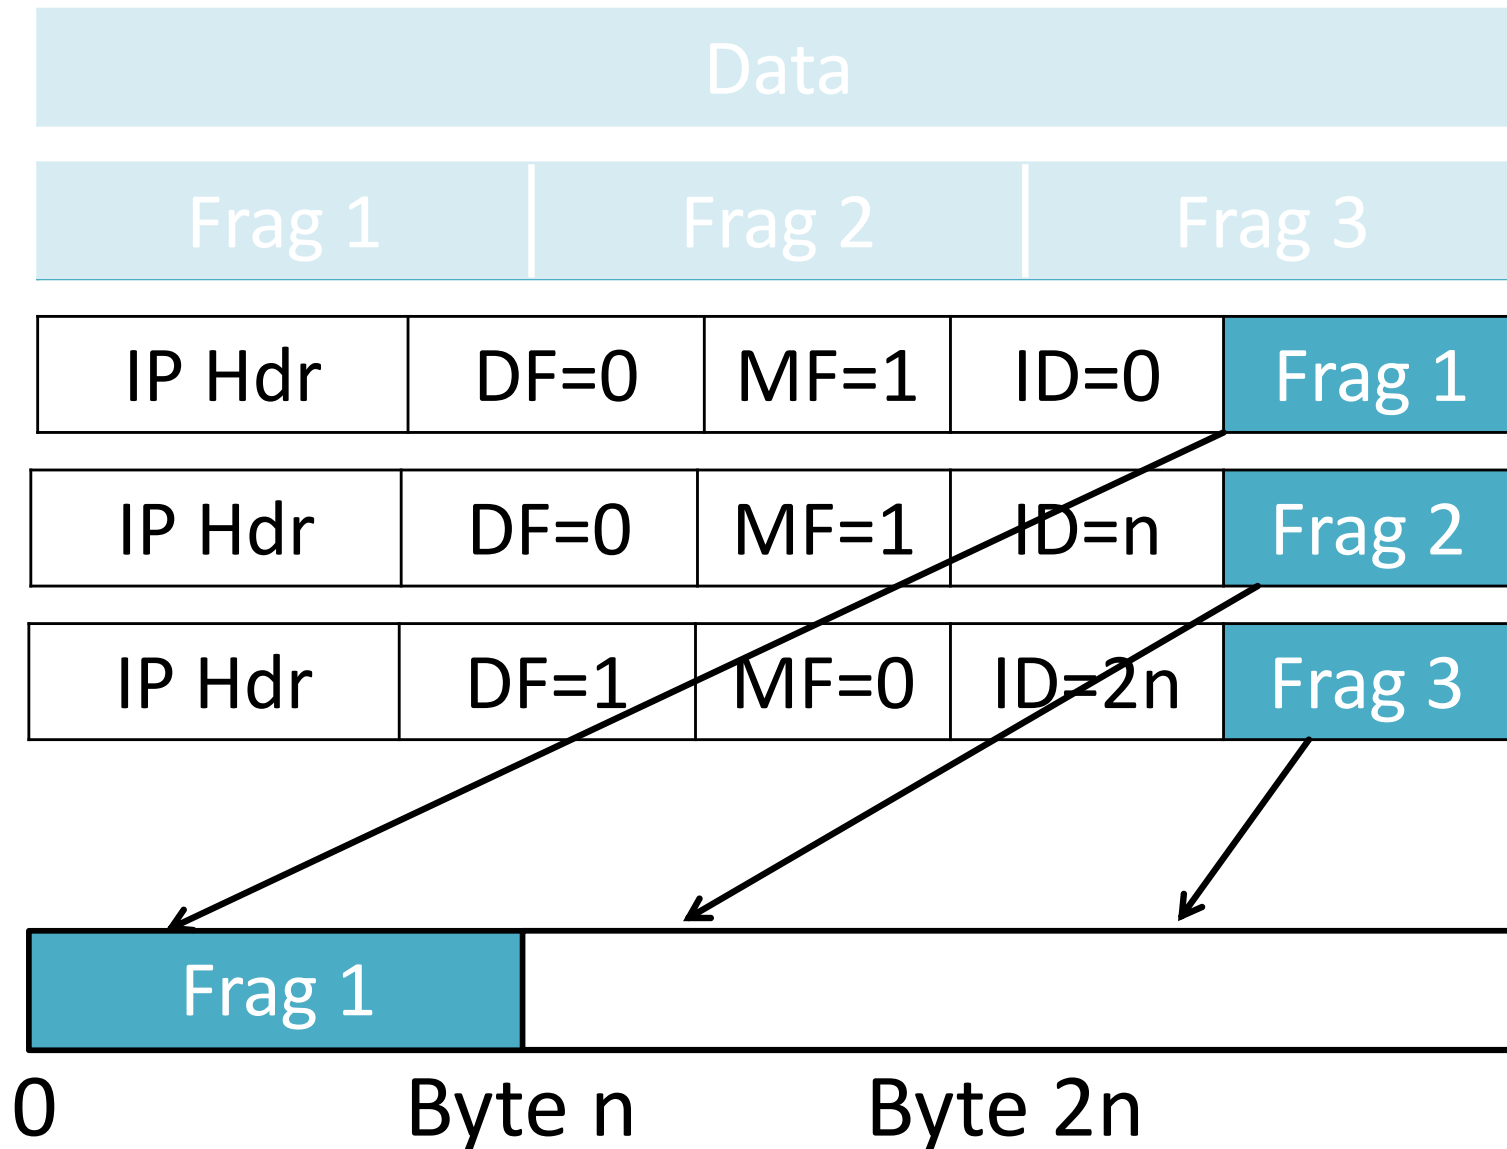 Data
Frag 1 Frag 2 Frag 3
IP Hdr DF=0 MF=1 ID=0 Frag 1
IP Hdr DF=0 MF=1 ID=n Frag 2
IP Hdr DF=1 MF=0 ID=2n Frag 3
Frag 1
0 Byte n Byte 2n